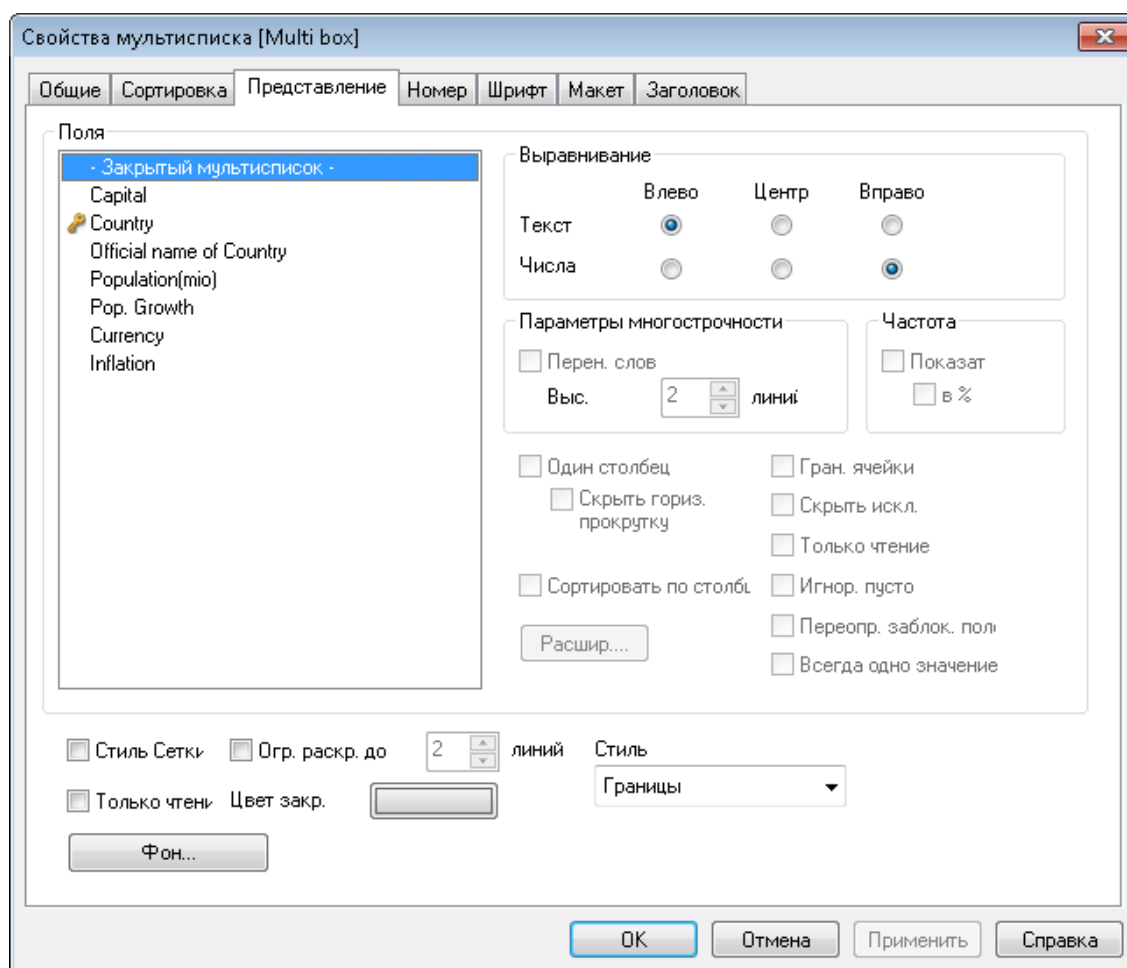 Свойства мультисписка [Multi box]
Общие Сортировка Представление Номер Шрифт Макет Заголовок
Поля
- Закрытый мультисписок -
Capital
Country
Official name of Country
Population(mio)
Pop. Growth
Currency
Inflation
Выравнивание
Влево Центр Вправо
Текст
Числа
Параметры многострочности
Перен. слов
Выс. 2 линий
Частота
Показат
в %
Один столбец
Скрыть гориз.
прокрутку
Сортировать по столбц
Расшир....
Гран. ячейки
Скрыть искл.
Только чтение
Игнор. пусто
Переопр. заблок. поле
Всегда одно значение
Стиль Сетки Огр. раскр. до 2 линий Стиль
Только чтени Цвет закр. Границы
Фон...
OK Отмена Применить Справка